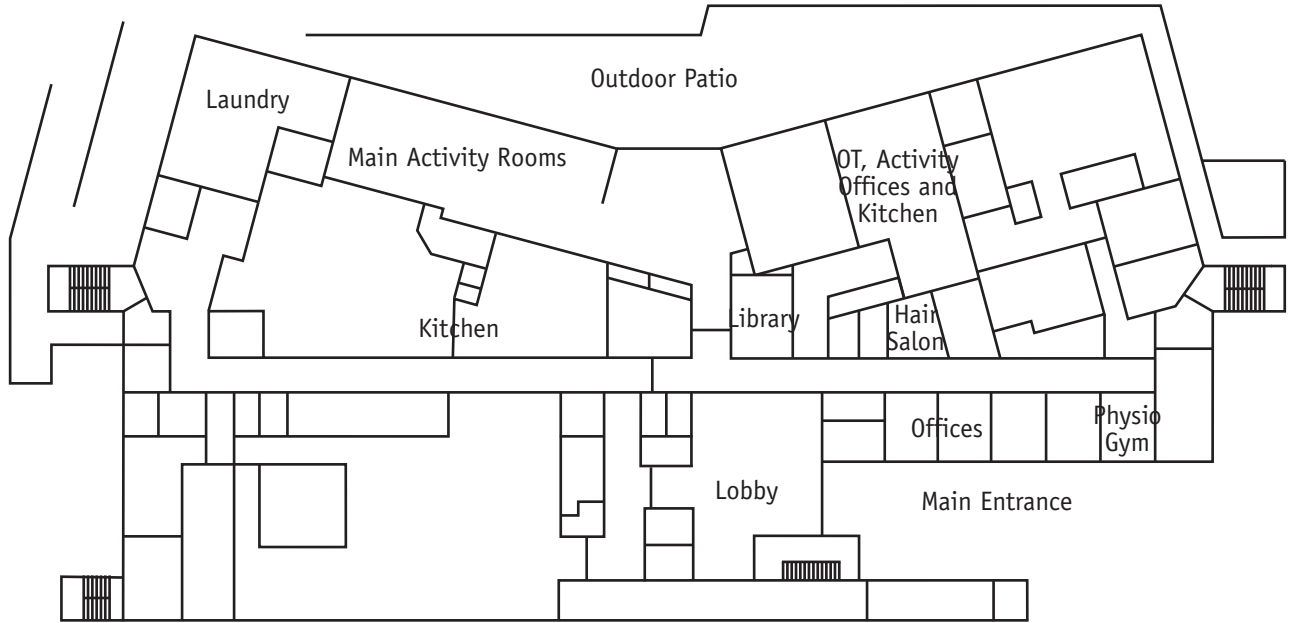 Outdoor Patio
Laundry
Main Activity Rooms
OT, Activity
Offices and
Kitchen
Kitchen
Library
Hair
Salon
Offices
Physio
Gym
Lobby
Main Entrance